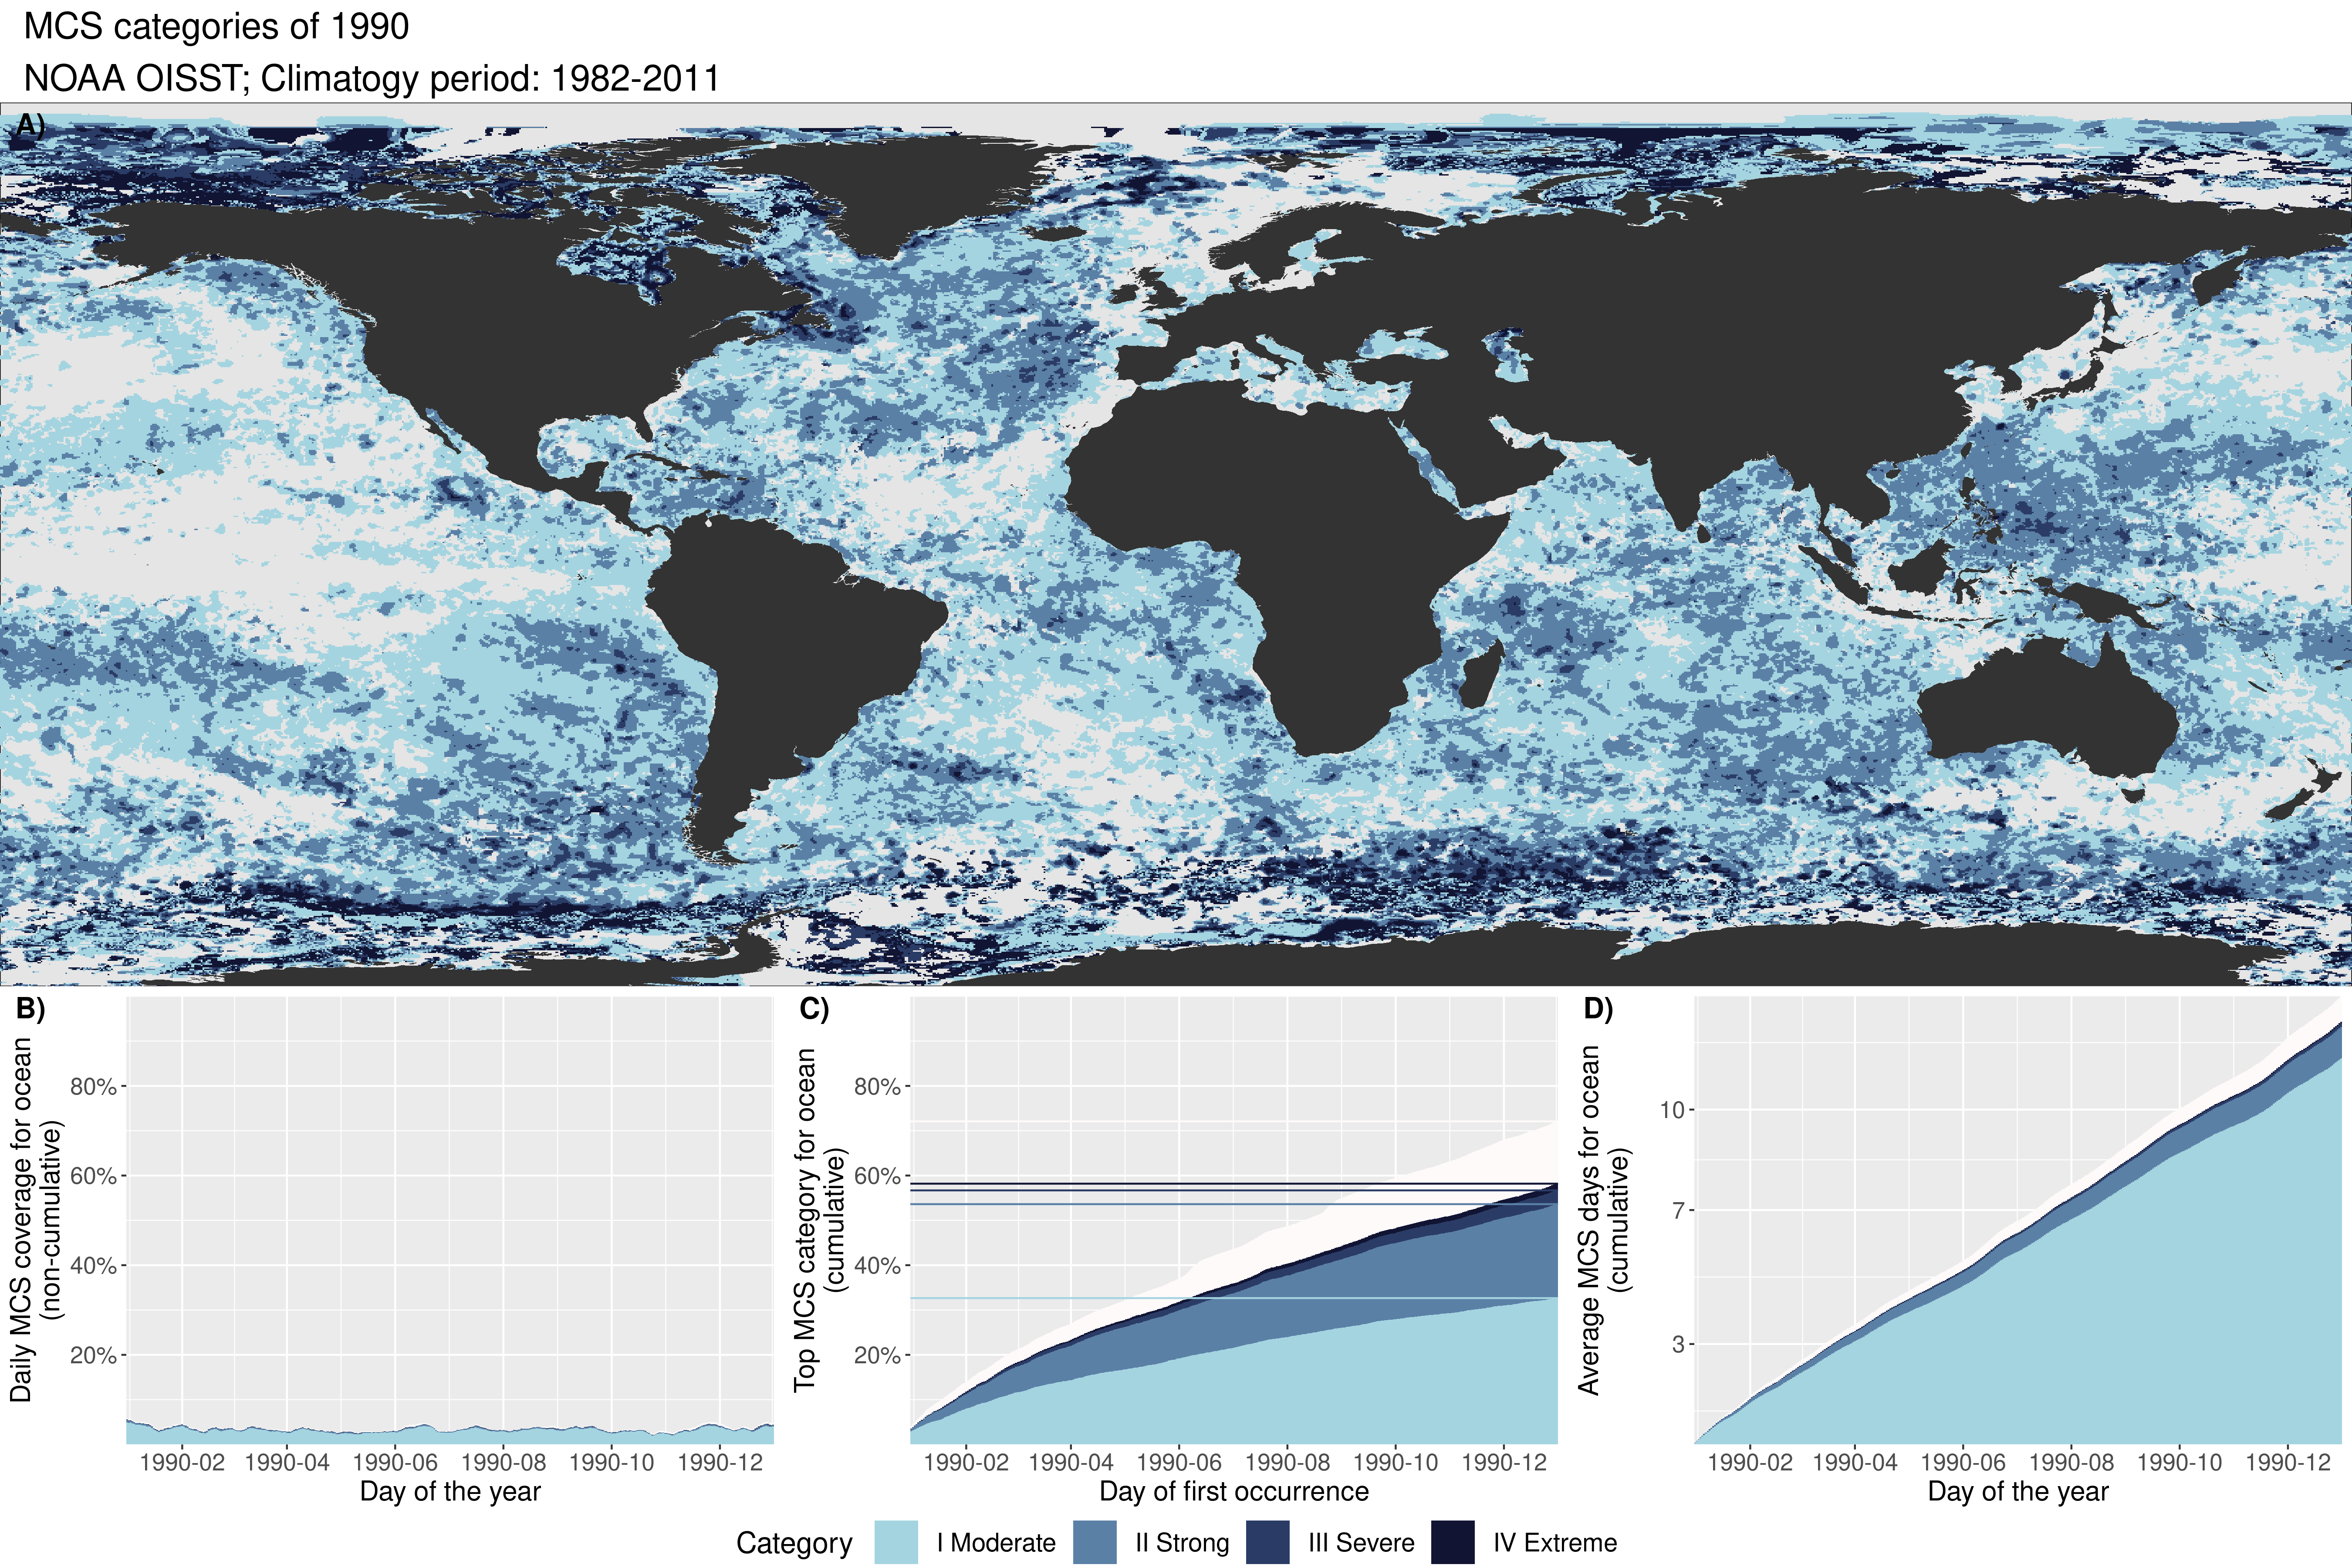 MCS categories of 1990
NOAA OISST; Climatogy period: 1982-2011
A)
B)
Daily MCS coverage for ocean
(non-cumulative)
80%
60%
40%
20%
1990-02 1990-04 1990-06 1990-08 1990-10 1990-12
Day of the year
C)
Top MCS category for ocean
(cumulative)
80%
60%
40%
20%
1990-02 1990-04 1990-06 1990-08 1990-10 1990-12
Day of first occurrence
D)
Average MCS days for ocean
(cumulative)
10
7
3
1990-02 1990-04 1990-06 1990-08 1990-10 1990-12
Day of the year
Category I Moderate II Strong III Severe IV Extreme